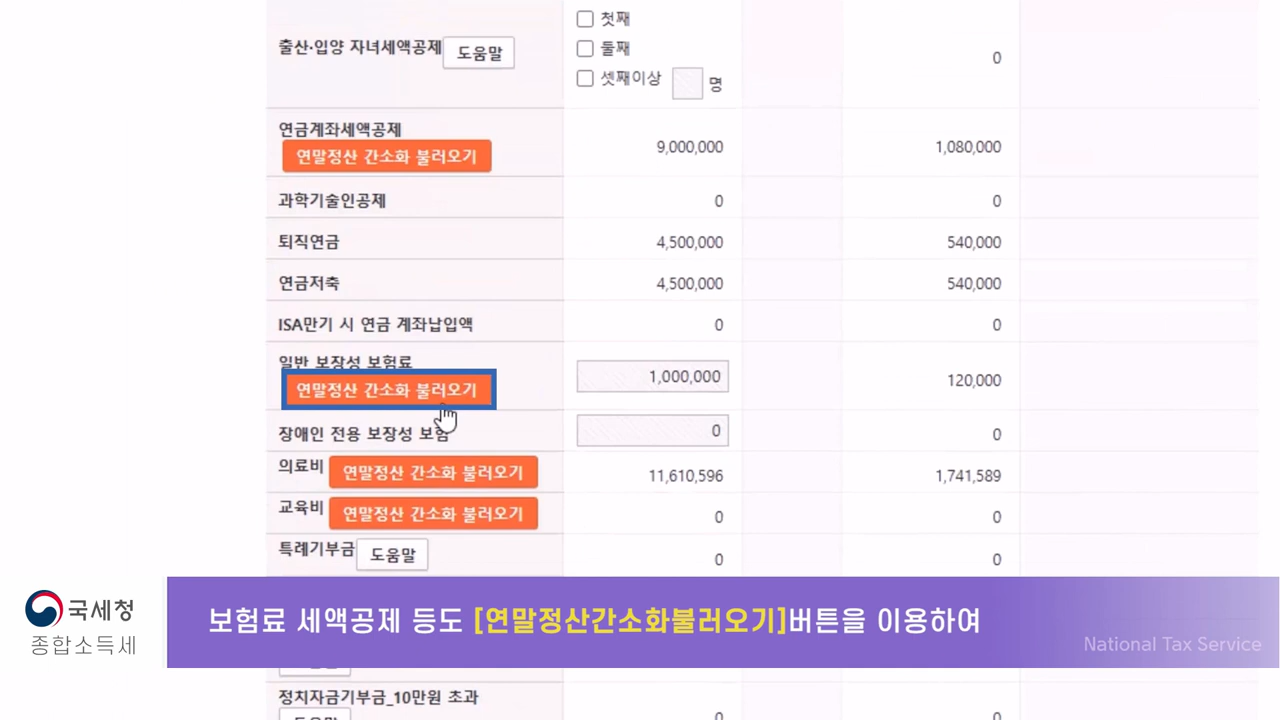 첫째
둘째
출산·입양 자녀세액공제 도움말 0
셋째이상 명
연금계좌세액공제
연말정산 간소화 불러오기 9,000,000 1,080,000
과학기술인공제 0 0
퇴직연금 4,500,000 540,000
연금저축 4,500,000 540,000
ISA만기 시 연금 계좌납입액 0 0
일반 보장성 보험료
연말정산 간소화 불러오기 1,000,000 120,000
장애인 전용 보장성 보험 0 0
의료비 연말정산 간소화 불러오기 11,610,596 1,741,589
교육비 연말정산 간소화 불러오기 0 0
특례기부금 도움말 0 0
국세청
종합소득세
보험료 세액공제 등도 [연말정산간소화불러오기]버튼을 이용하여
National Tax Service
정치자금기부금_10만원 초과
0 0